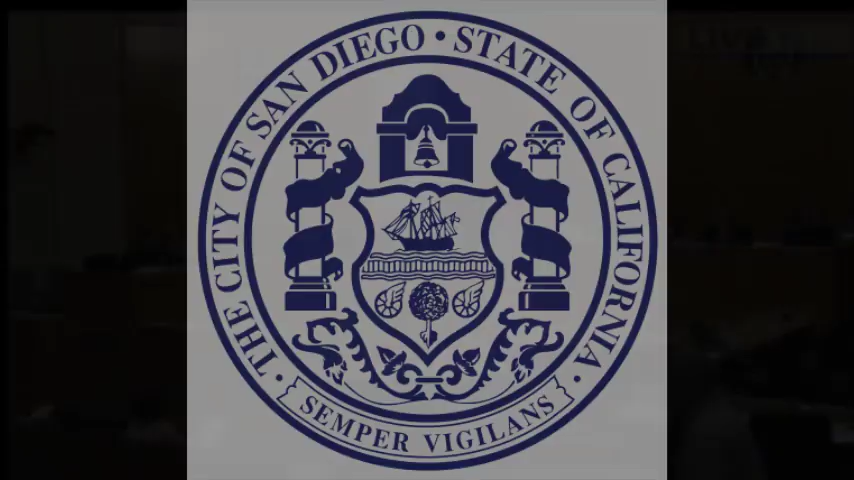 THE CITY OF SAN DIEGO • STATE OF CALIFORNIA
SEMPER VIGILANS